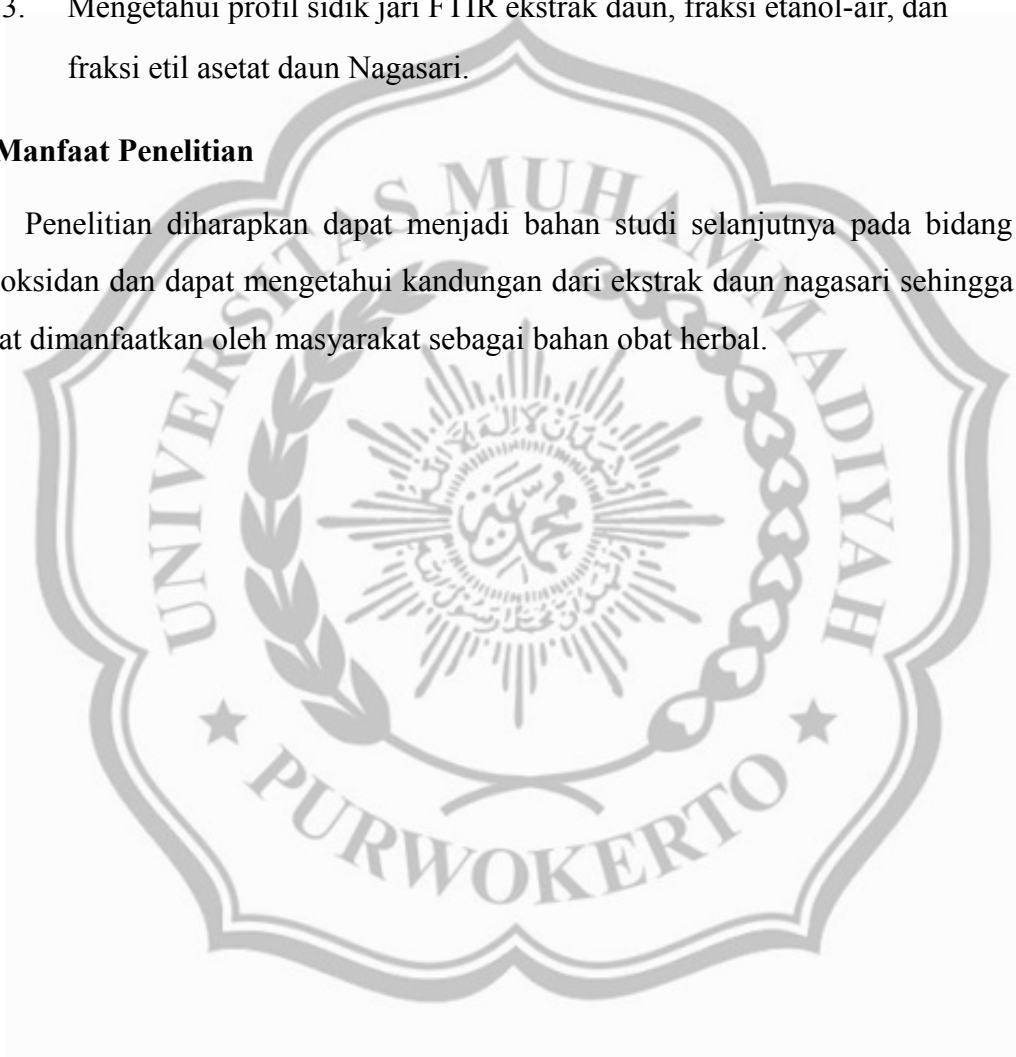 3. Mengetahui profil sidik jari FTIR ekstrak daun, fraksi etanol-air, dan
fraksi etil asetat daun Nagasari.
Manfaat Penelitian
Penelitian diharapkan dapat menjadi bahan studi selanjutnya pada bidang
oksidan dan dapat mengetahui kandungan dari ekstrak daun nagasari sehingga
at dimanfaatkan oleh masyarakat sebagai bahan obat herbal.
UNIVERSITAS MUHAMMADIYAH
PURWOKERTO